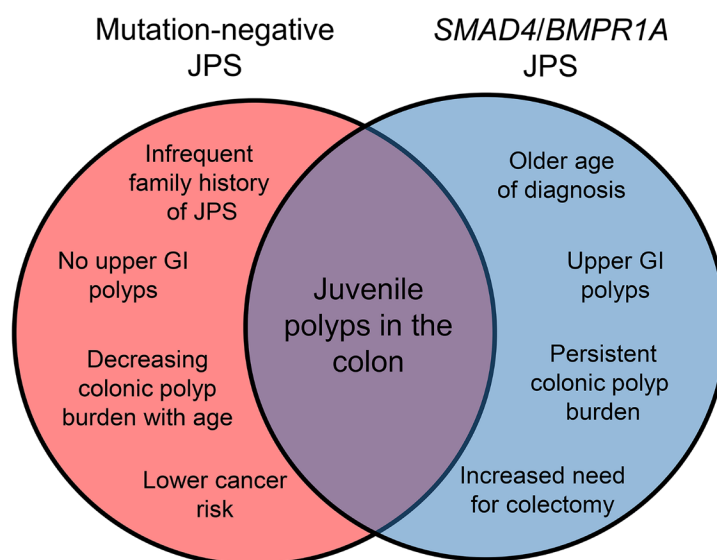 Mutation-negative
JPS
SMAD4/BMPR1A
JPS
Infrequent
family history
of JPS
No upper GI
polyps
Decreasing
colonic polyp
burden with age
Lower cancer
risk
Juvenile
polyps in the
colon
Older age
of diagnosis
Upper GI
polyps
Persistent
colonic polyp
burden
Increased need
for colectomy